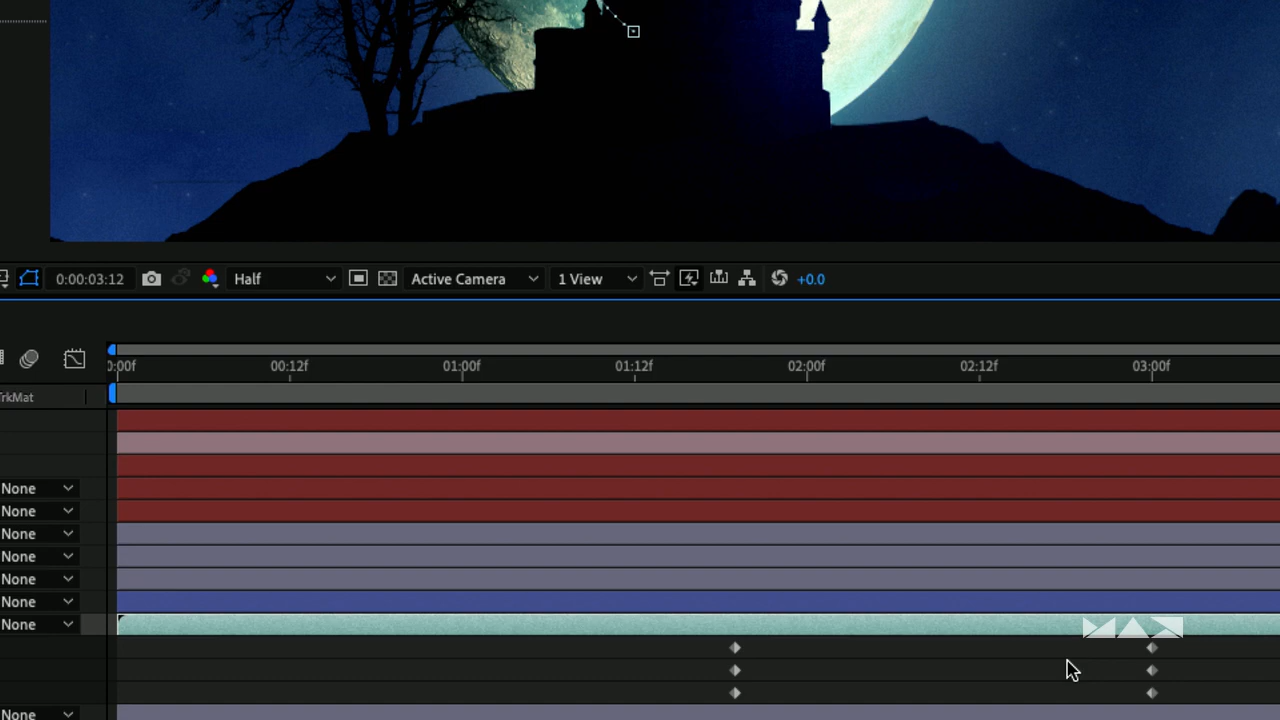 0:00:03:12
Half
Active Camera
1 View
+0.0
0:00f
00:12f
01:00f
01:12f
02:00f
02:12f
03:00f
TrkMat
None
None
None
None
None
None
None
MAX
None